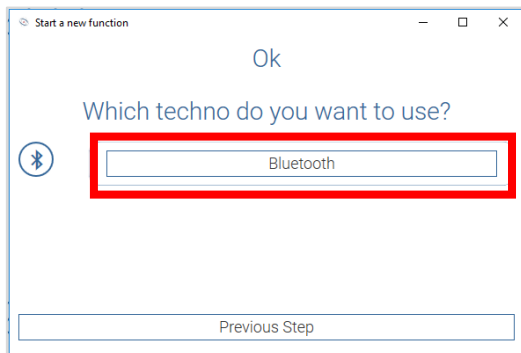 Start a new function
Ok
Which techno do you want to use?
Bluetooth
Previous Step